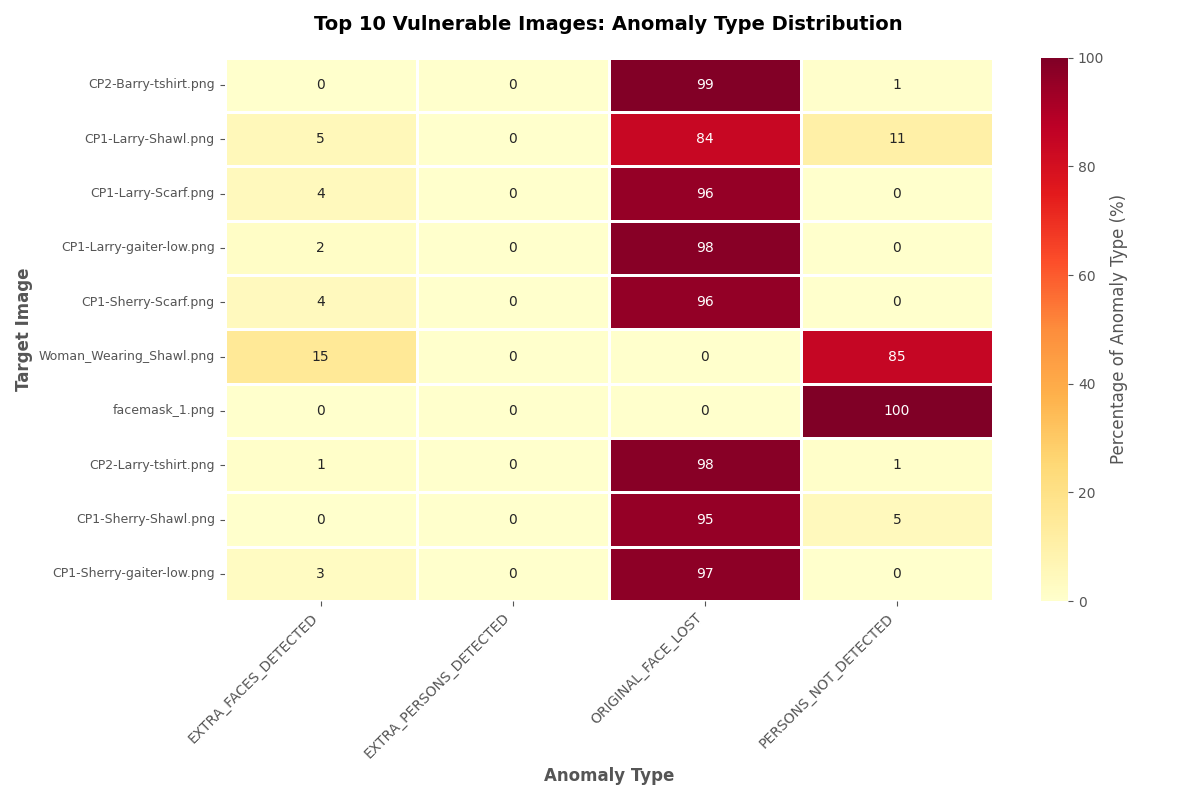 Top 10 Vulnerable Images: Anomaly Type Distribution
CP2-Barry-tshirt.png 0 0 99 1
CP1-Larry-Shawl.png 5 0 84 11
CP1-Larry-Scarf.png 4 0 96 0
CP1-Larry-gaiter-low.png 2 0 98 0
CP1-Sherry-Scarf.png 4 0 96 0
Woman_Wearing_Shawl.png 15 0 0 85
facemask_1.png 0 0 0 100
CP2-Larry-tshirt.png 1 0 98 1
CP1-Sherry-Shawl.png 0 0 95 5
CP1-Sherry-gaiter-low.png 3 0 97 0
Target Image
EXTRA_FACES_DETECTED
EXTRA_PERSONS_DETECTED
ORIGINAL_FACE_LOST
PERSONS_NOT_DETECTED
Anomaly Type
100
80
60
40
20
0
Percentage of Anomaly Type (%)